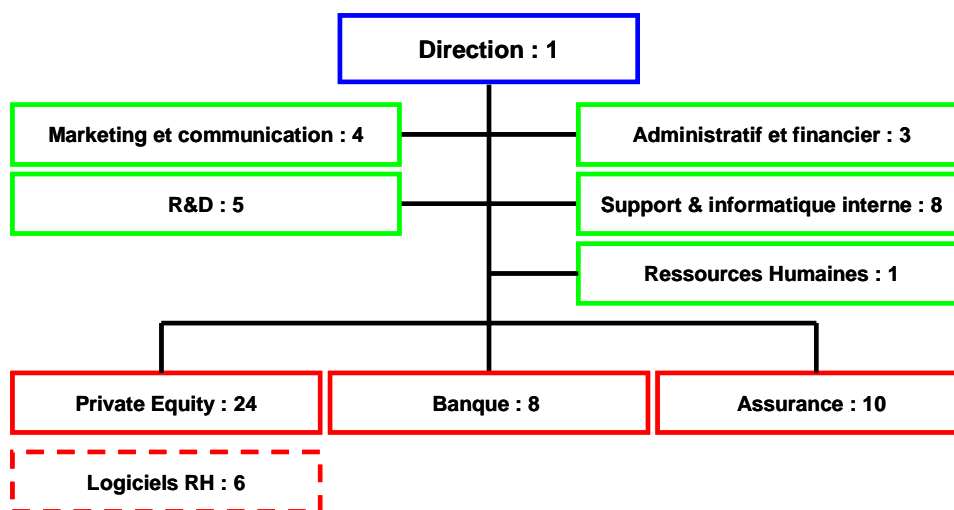 Direction : 1
Marketing et communication : 4
Administratif et financier : 3
R&D : 5
Support & informatique interne : 8
Ressources Humaines : 1
Private Equity : 24
Banque : 8
Assurance : 10
Logiciels RH : 6